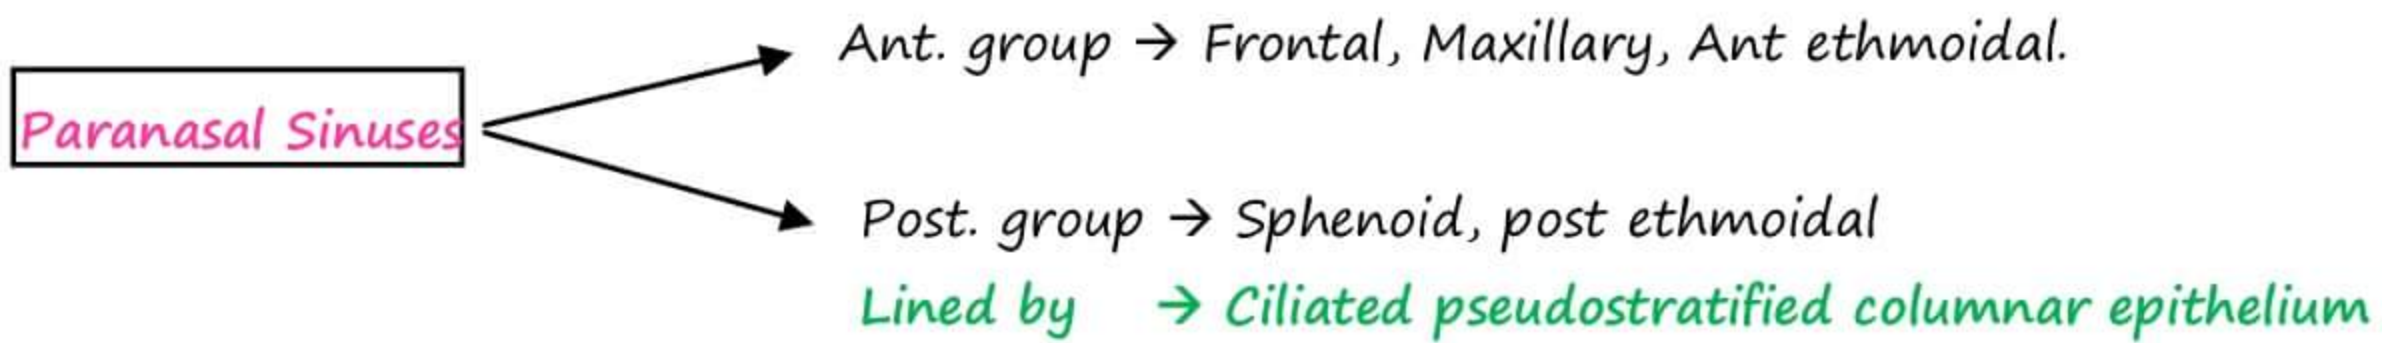 Ant. group → Frontal, Maxillary, Ant ethmoidal.
Paranasal Sinuses
Post. group → Sphenoid, post ethmoidal
Lined by → Ciliated pseudostratified columnar epithelium